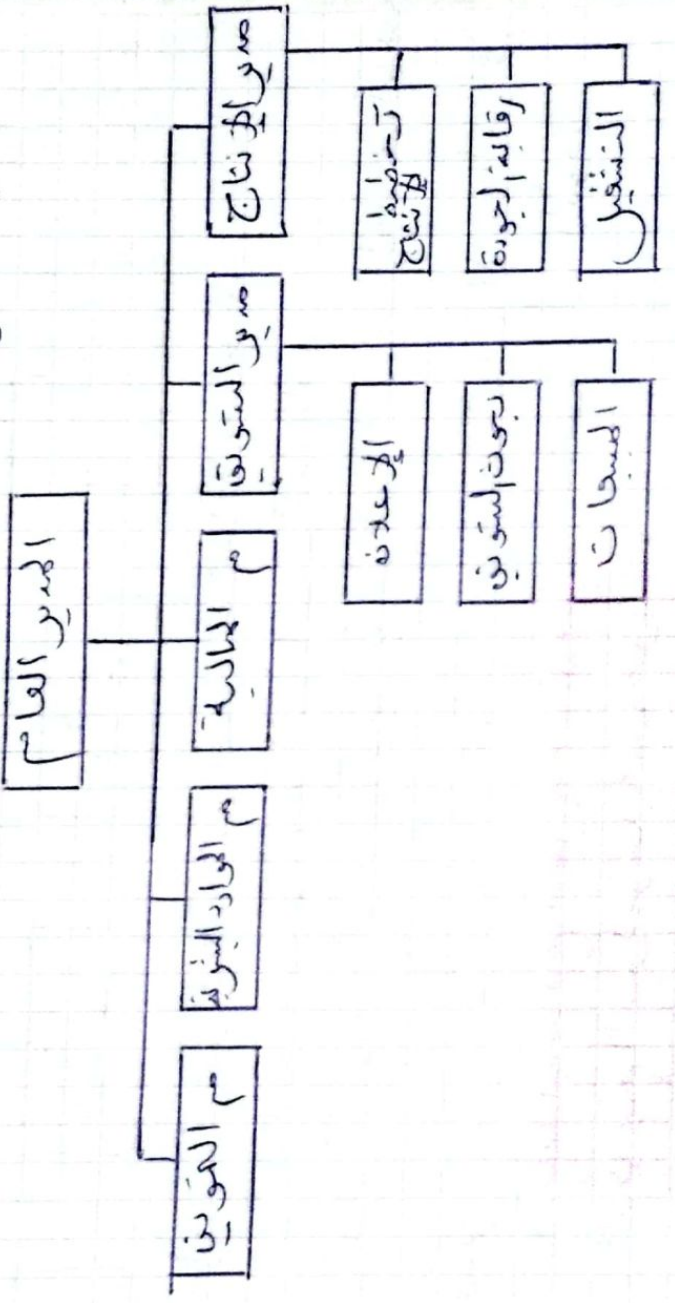 المدير العام
مدير الإنتاج
مدير التسويق
م المالية
م الموارد البشرية
م التموين
تخطيط
الإنتاج
رقابة الجودة
التشغيل
الإعلان
بحوث التسويق
المبيعات